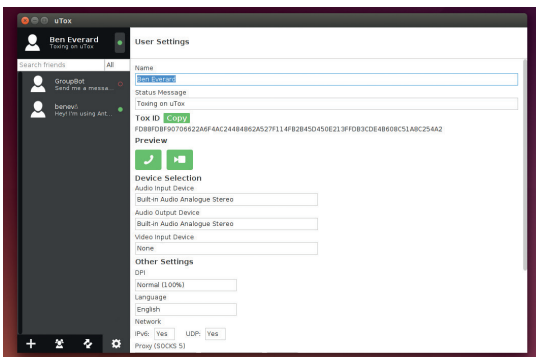 uTox
Ben Everard
Toxing on uTox
Search friends All
GroupBot
Send me a messa...
benevá
Hey! I'm using Ant...
User Settings
Name
Ben Everard
Status Message
Toxing on uTox
Tox ID Copy
FD88FDBF90706622A6F4AC24484862A527F114FB2B45D450E213FFDB3CDE4B608C51A8C254A2
Preview
Device Selection
Audio Input Device
Built-in Audio Analogue Stereo
Audio Output Device
Built-in Audio Analogue Stereo
Video Input Device
None
Other Settings
DPI
Normal (100%)
Language
English
Network
IPv6: Yes UDP: Yes
Proxy (SOCKS 5)